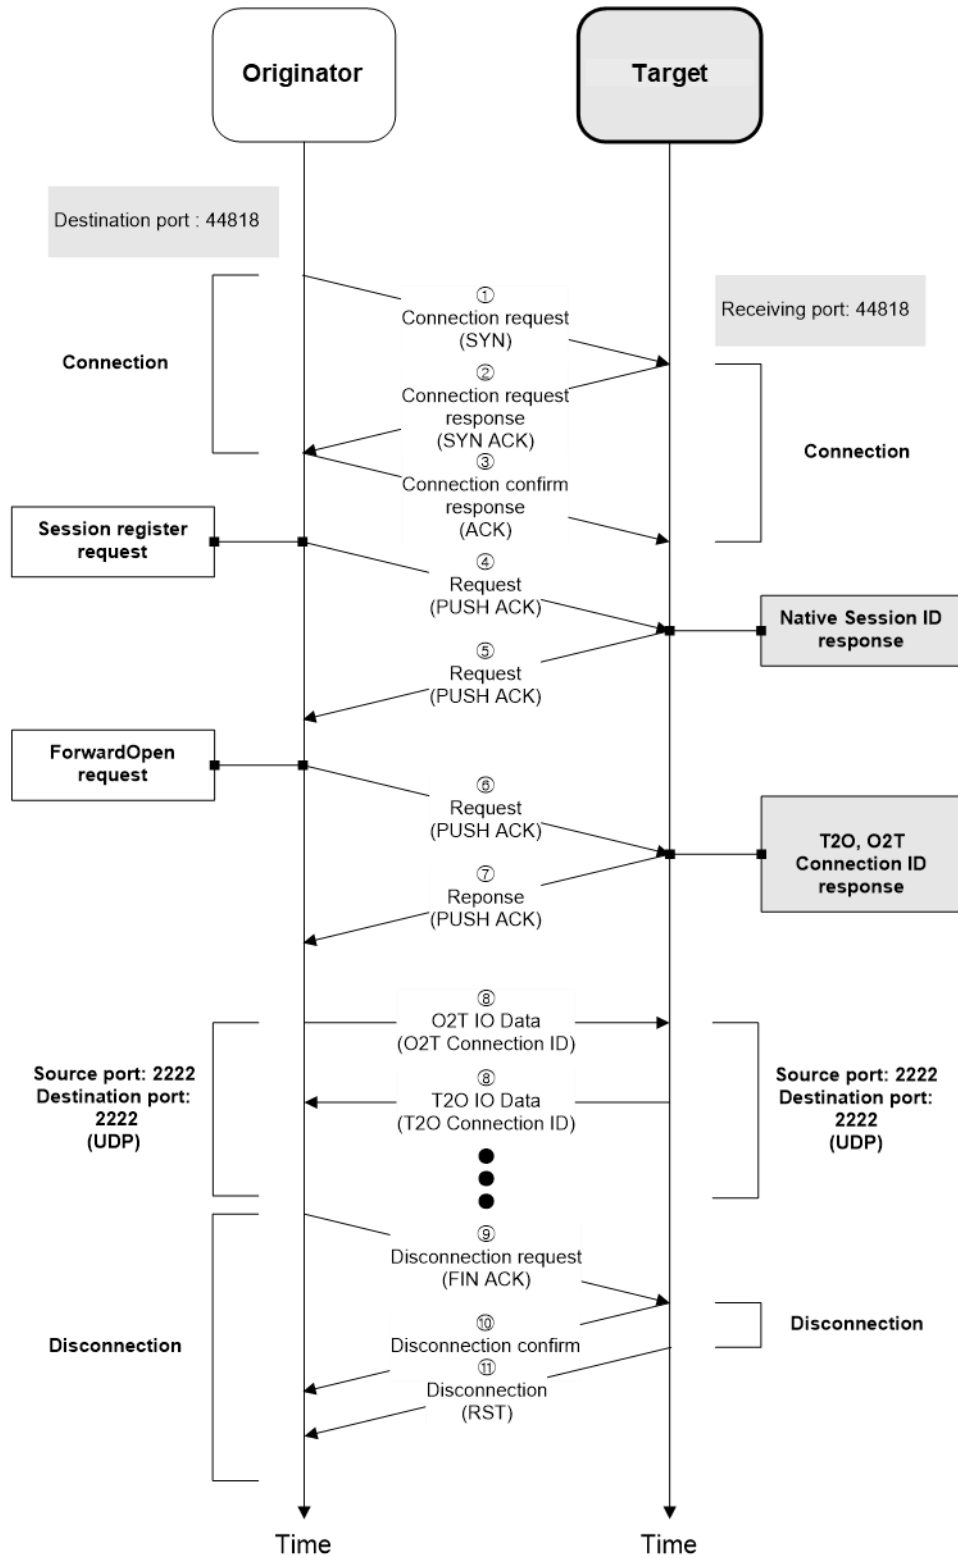 Originator
Target
Destination port : 44818
Receiving port: 44818
①
Connection request
(SYN)
Connection
②
Connection request
response
(SYN ACK)
Connection
③
Connection confirm
response
(ACK)
Session register
request
④
Request
(PUSH ACK)
Native Session ID
response
⑤
Request
(PUSH ACK)
ForwardOpen
request
⑥
Request
(PUSH ACK)
T2O, O2T
Connection ID
response
⑦
Reponse
(PUSH ACK)
⑧
O2T IO Data
(O2T Connection ID)
Source port: 2222
Destination port:
2222
(UDP)
⑧
T2O IO Data
(T2O Connection ID)
Source port: 2222
Destination port:
2222
(UDP)
⑨
Disconnection request
(FIN ACK)
Disconnection
⑩
Disconnection confirm
Disconnection
⑪
Disconnection
(RST)
Time
Time